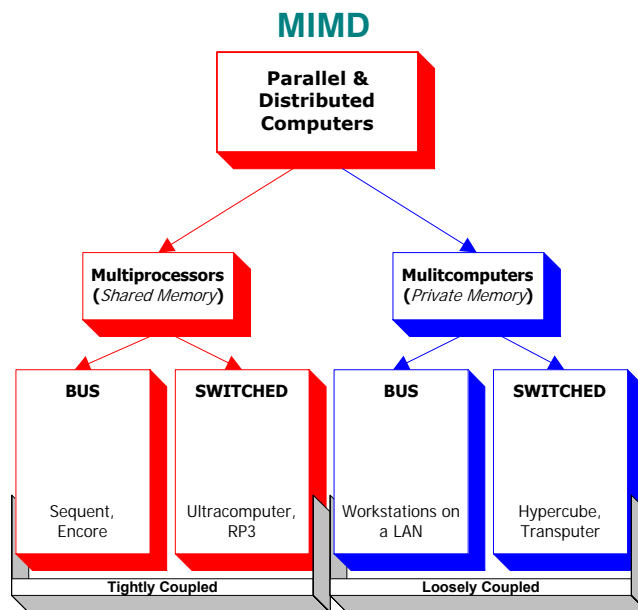 MIMD
Parallel &
Distributed
Computers
Multiprocessors
(Shared Memory)
Mulitcomputers
(Private Memory)
BUS
Sequent,
Encore
SWITCHED
Ultracomputer,
RP3
BUS
Workstations on
a LAN
SWITCHED
Hypercube,
Transputer
Tightly Coupled
Loosely Coupled